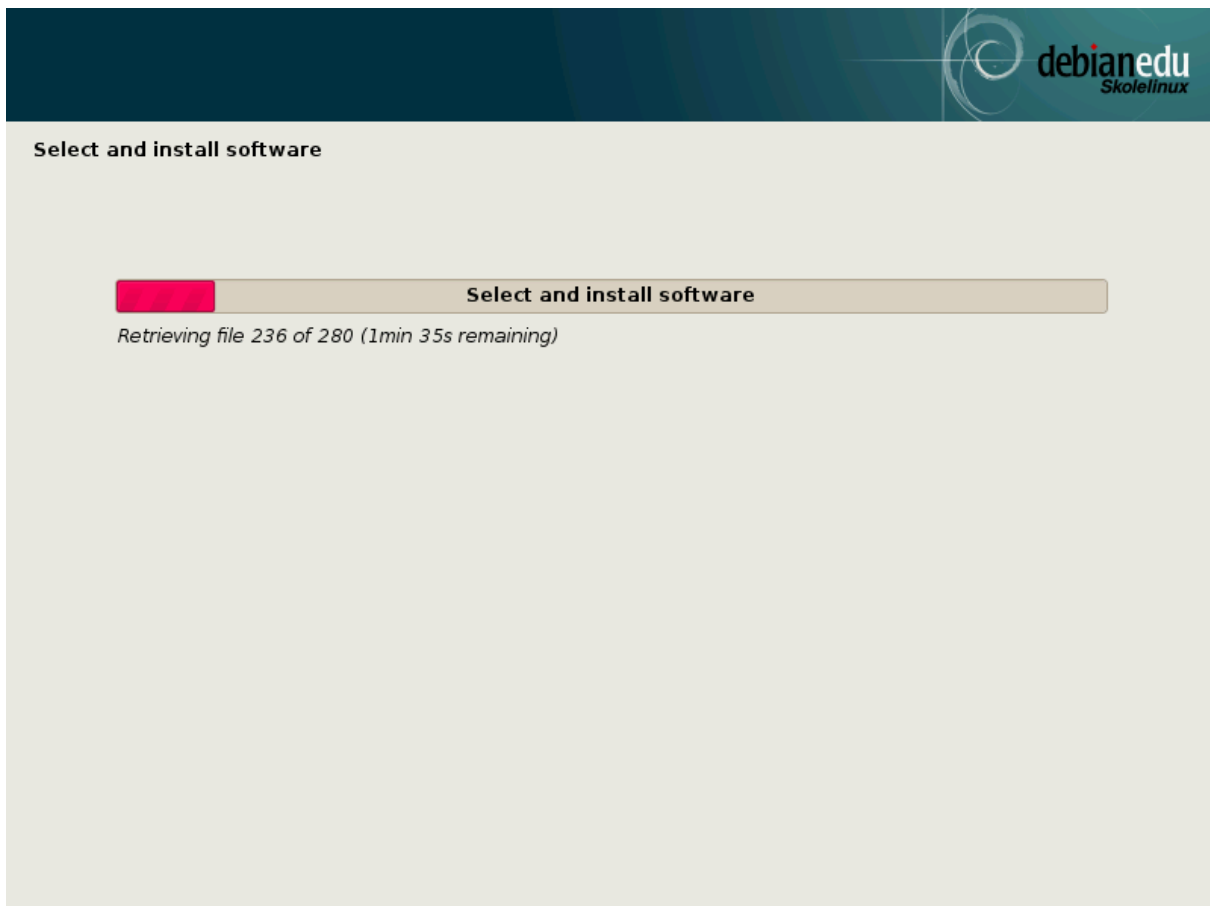 debianedu
Skolelinux
Select and install software
Select and install software
Retrieving file 236 of 280 (1min 35s remaining)